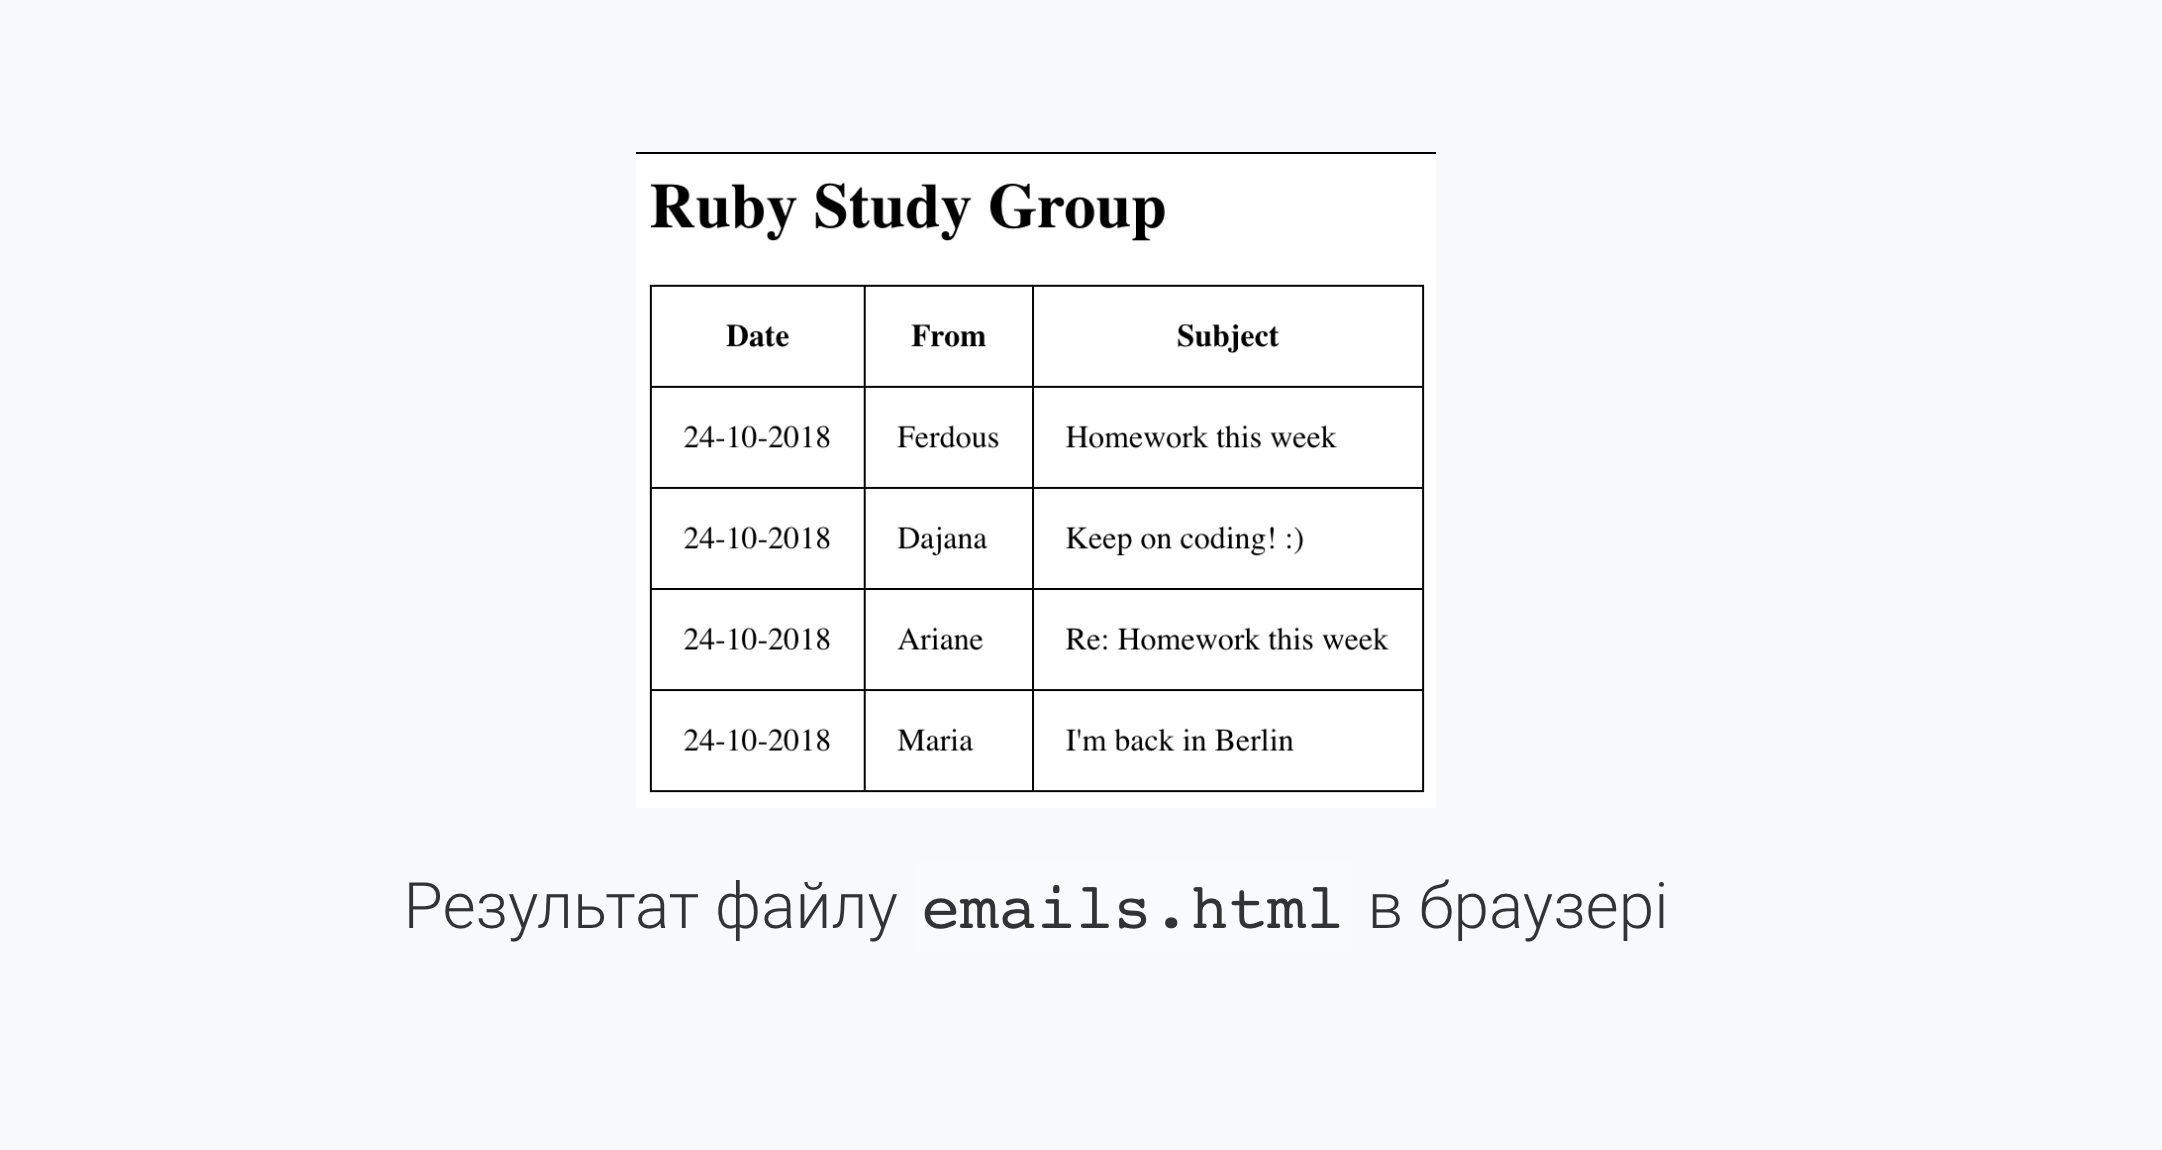 Ruby Study Group
Date From Subject
24-10-2018 Ferdous Homework this week
24-10-2018 Dajana Keep on coding! :)
24-10-2018 Ariane Re: Homework this week
24-10-2018 Maria I'm back in Berlin
Результат файлу emails.html в браузері